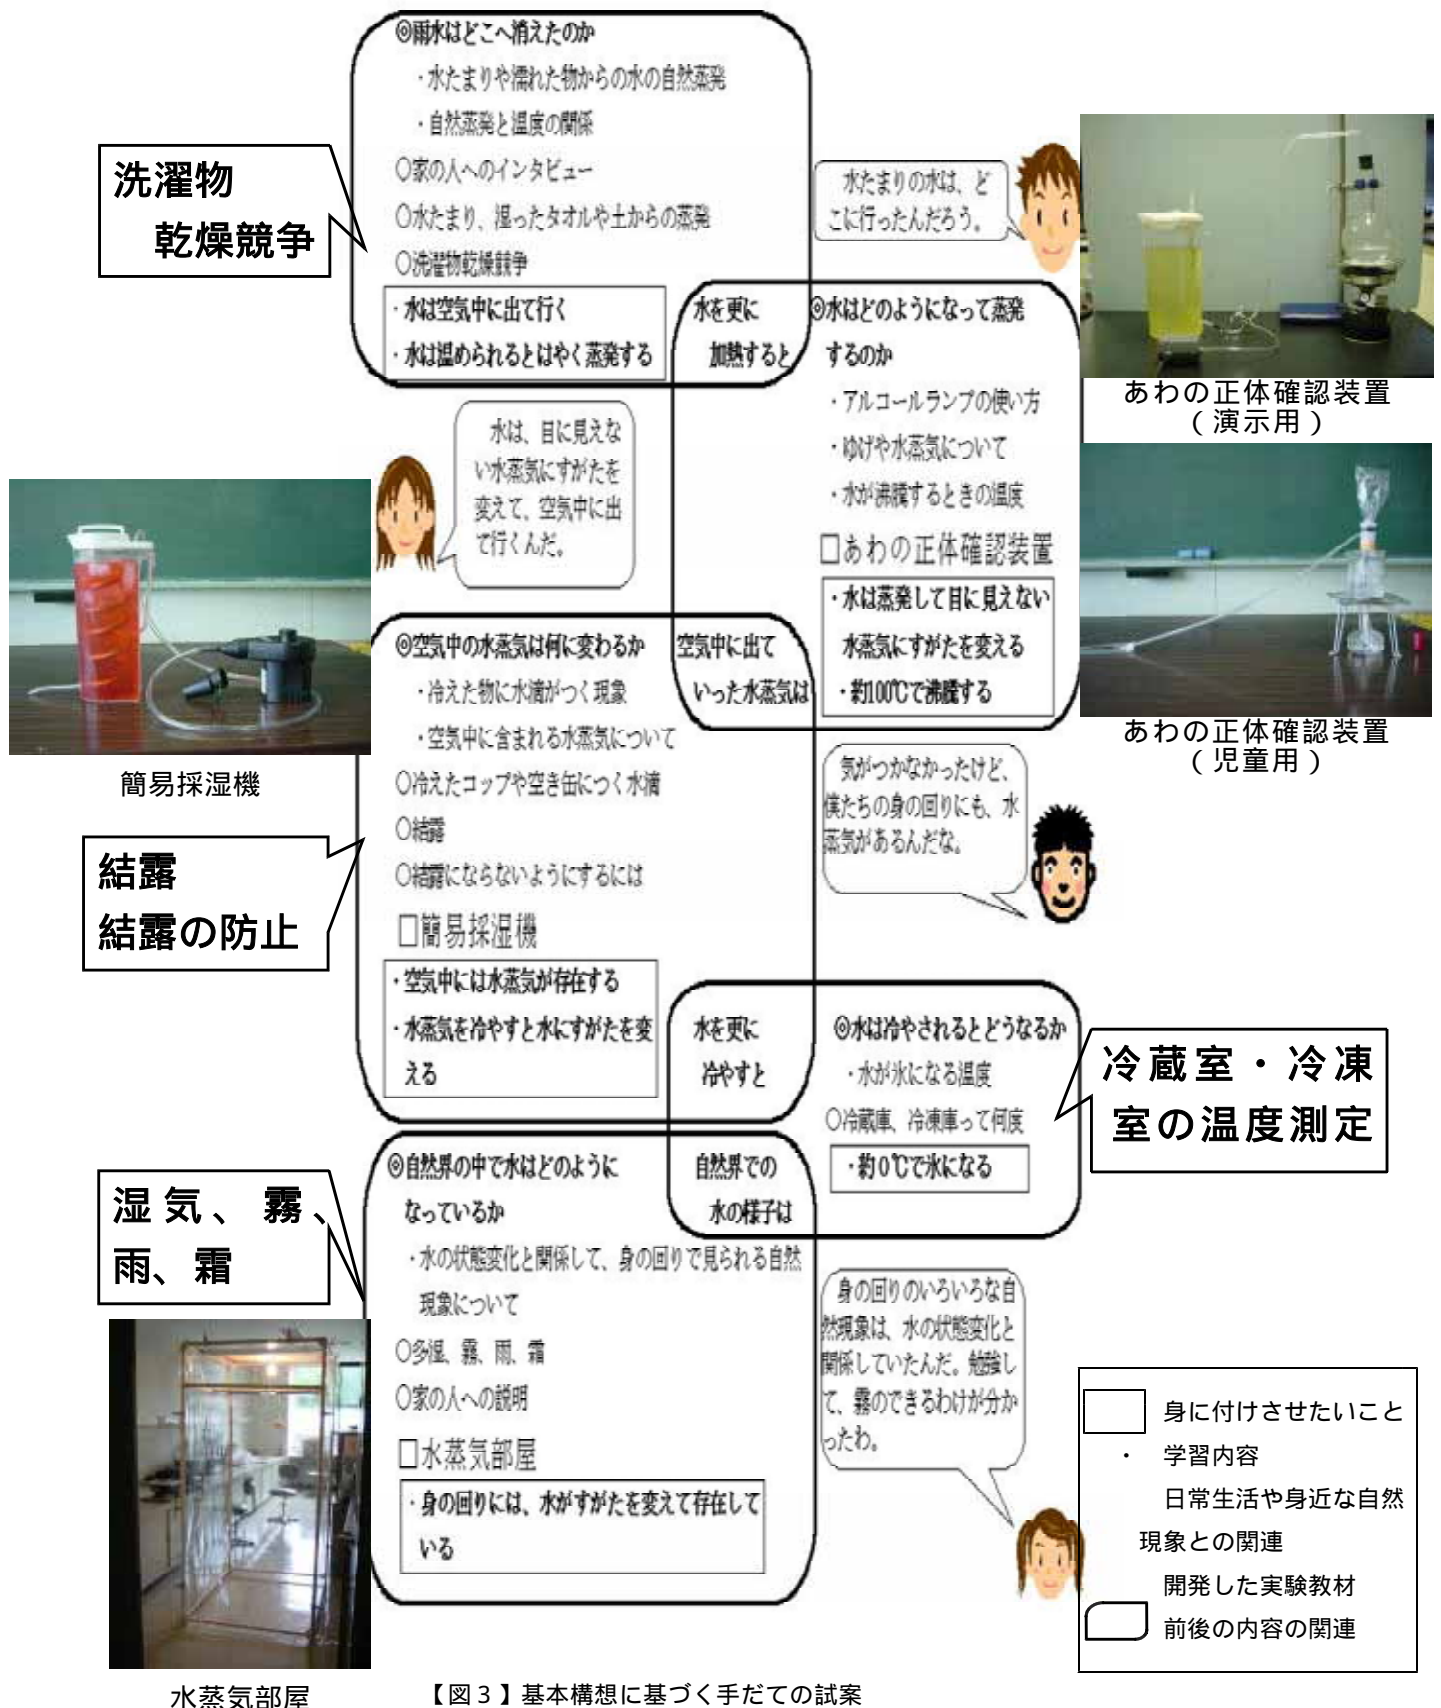 ◎雨水はどこへ消えたのか
・水たまりや濡れた物からの水の自然蒸発
・自然蒸発と温度の関係
○家の人へのインタビュー
○水たまり、湿ったタオルや土からの蒸発
○洗濯物乾燥競争
・水は空気中に出て行く
・水は温められるとはやく蒸発する
洗濯物
乾燥競争
水たまりの水は、ど
こに行ったんだろう。
水を更に
加熱すると
◎水はどのようになって蒸発
するのか
・アルコールランプの使い方
・ゆげや水蒸気について
・水が沸騰するときの温度
□あわの正体確認装置
・水は蒸発して目に見えない
水蒸気にすがたを変える
・約100℃で沸騰する
あわの正体確認装置
（演示用）
あわの正体確認装置
（児童用）
水は、目に見えな
い水蒸気にすがたを
変えて、空気中に出
て行くんだ。
簡易採湿機
空気中に出て
いった水蒸気は
◎空気中の水蒸気は何に変わるか
・冷えた物に水滴がつく現象
・空気中に含まれる水蒸気について
○冷えたコップや空き缶につく水滴
○結露
○結露にならないようにするには
□簡易採湿機
・空気中には水蒸気が存在する
・水蒸気を冷やすと水にすがたを変
える
結露
結露の防止
気がつかなかったけど、
僕たちの身の回りにも、水
蒸気があるんだな。
水を更に
冷やすと
◎水は冷やされるとどうなるか
・水が氷になる温度
○冷蔵庫、冷凍庫って何度
・約0℃で氷になる
冷蔵室・冷凍
室の温度測定
自然界での
水の様子は
◎自然界の中で水はどのように
なっているか
・水の状態変化と関係して、身の回りで見られる自然
現象について
○多湿、霧、雨、霜
○家の人への説明
□水蒸気部屋
・身の回りには、水がすがたを変えて存在して
いる
湿気、霧、
雨、霜
水蒸気部屋
身の回りのいろいろな自
然現象は、水の状態変化と
関係していたんだ。勉強し
て、霧のできるわけが分か
ったわ。
身に付けさせたいこと
・ 学習内容
日常生活や身近な自然
現象との関連
開発した実験教材
前後の内容の関連
【図３】基本構想に基づく手だての試案